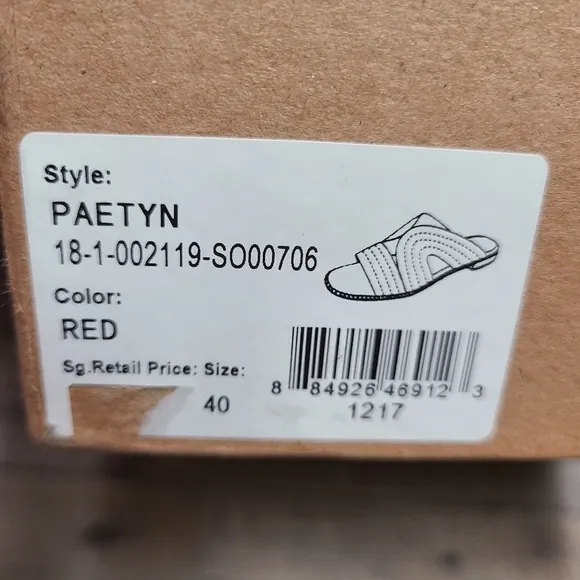 Style:
PAETYN
18-1-002119-SO00706
Color:
RED
Sg.Retail Price: Size:
40
8 84926 46912 3
1217